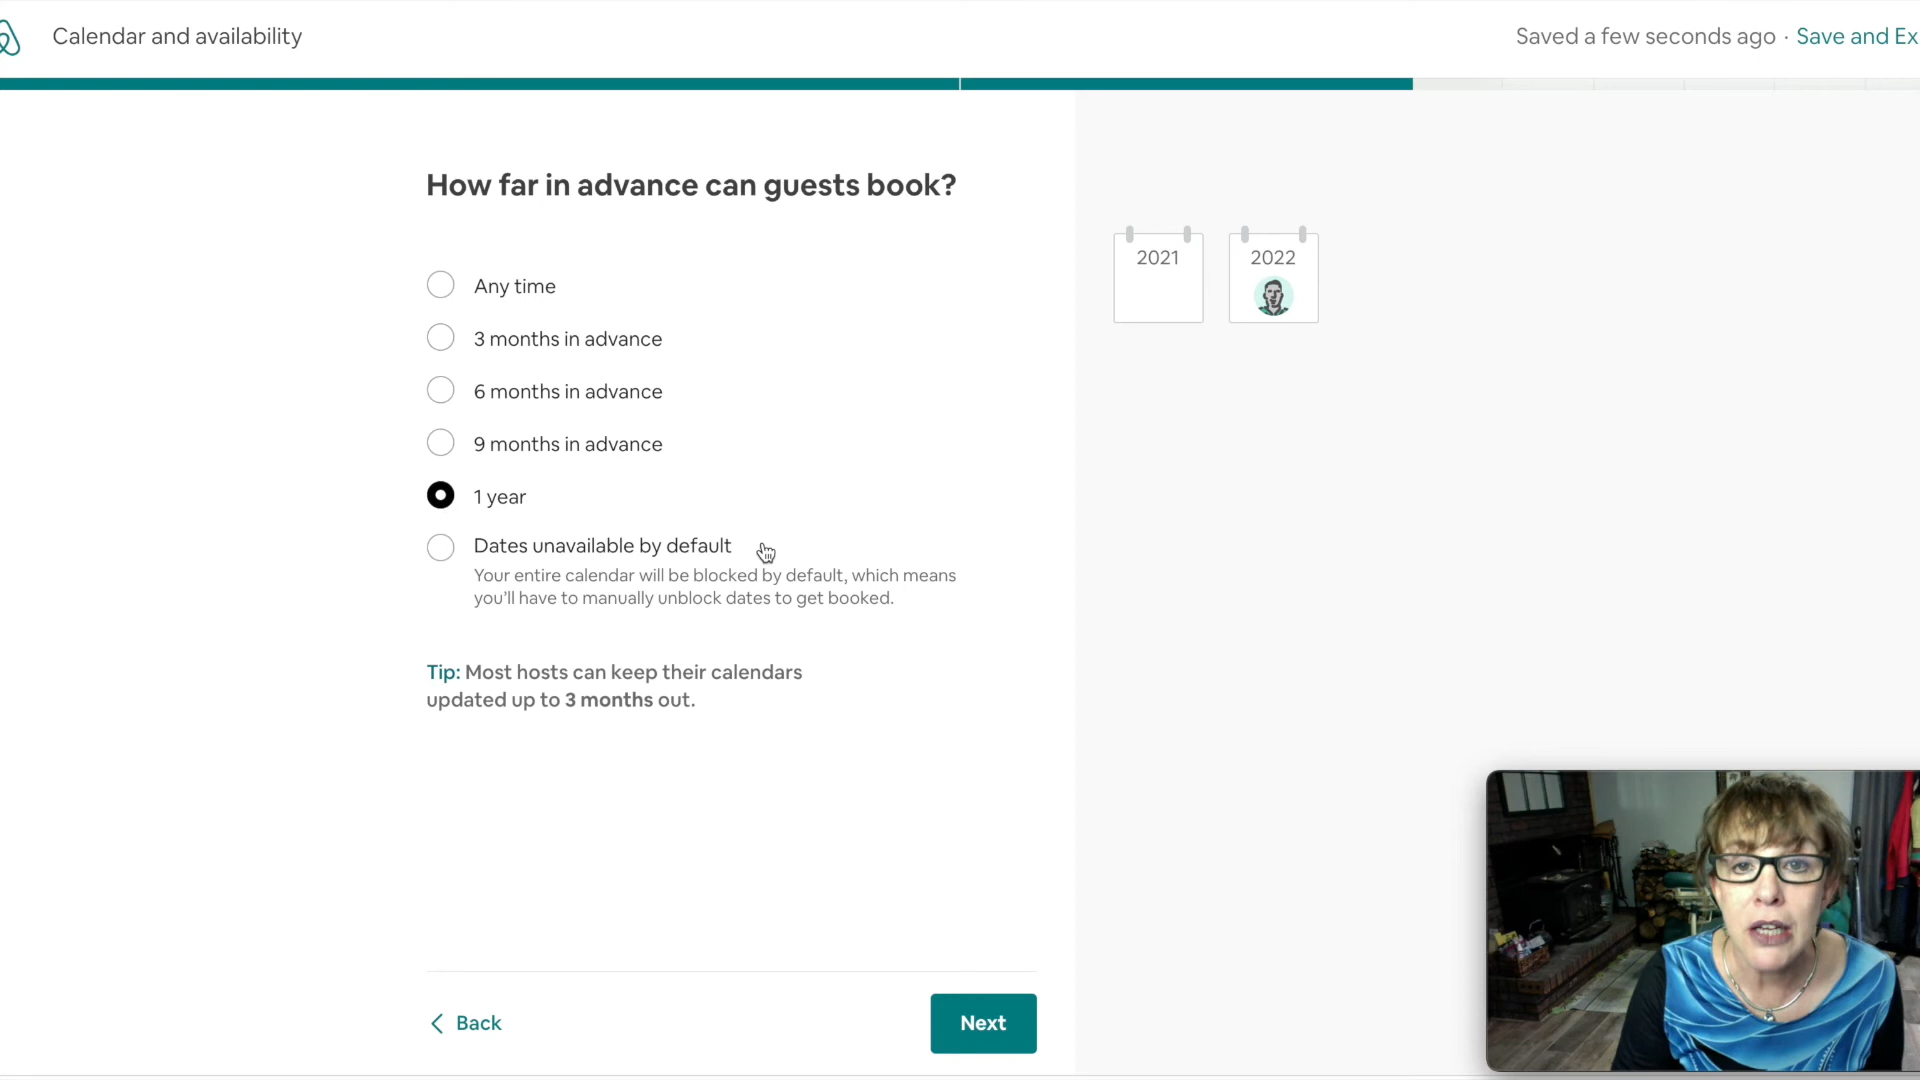 Calendar and availability
Saved a few seconds ago · Save and Ex
How far in advance can guests book?
Any time
3 months in advance
6 months in advance
9 months in advance
1 year
Dates unavailable by default
Your entire calendar will be blocked by default, which means
you'll have to manually unblock dates to get booked.
Tip: Most hosts can keep their calendars
updated up to 3 months out.
2021
2022
Back
Next